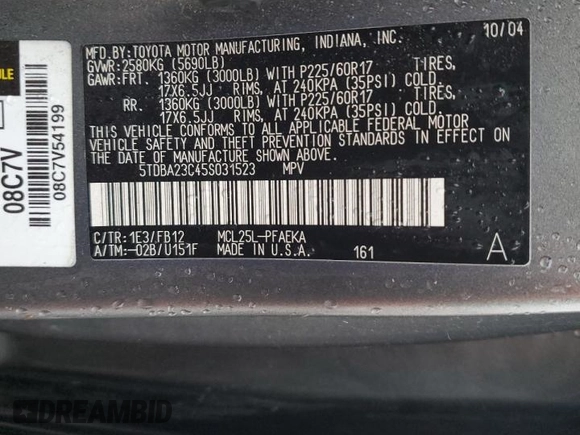 MFD.BY:TOYOTA MOTOR MANUFACTURING, INDIANA, INC. 10/04
GVWR:2580KG (5690LB)
GAWR:FRT. 1360KG (3000LB) WITH P225/60R17 TIRES,
17X6.5JJ RIMS, AT 240KPA (35PSI) COLD.
RR. 1360KG (3000LB) WITH P225/60R17 TIRES,
17X6.5JJ RIMS, AT 240KPA (35PSI) COLD.
THIS VEHICLE CONFORMS TO ALL APPLICABLE FEDERAL MOTOR
VEHICLE SAFETY AND THEFT PREVENTION STANDARDS IN EFFECT ON
THE DATE OF MANUFACTURE SHOWN ABOVE.
5TDBA23C45S031523 MPV
C/TR:1E3/FB12 MCL25L-PFAEKA
A/TM:-02B/U151F MADE IN U.S.A. 161 A
ULE
08C7V
08C7V54199
DREAMBID